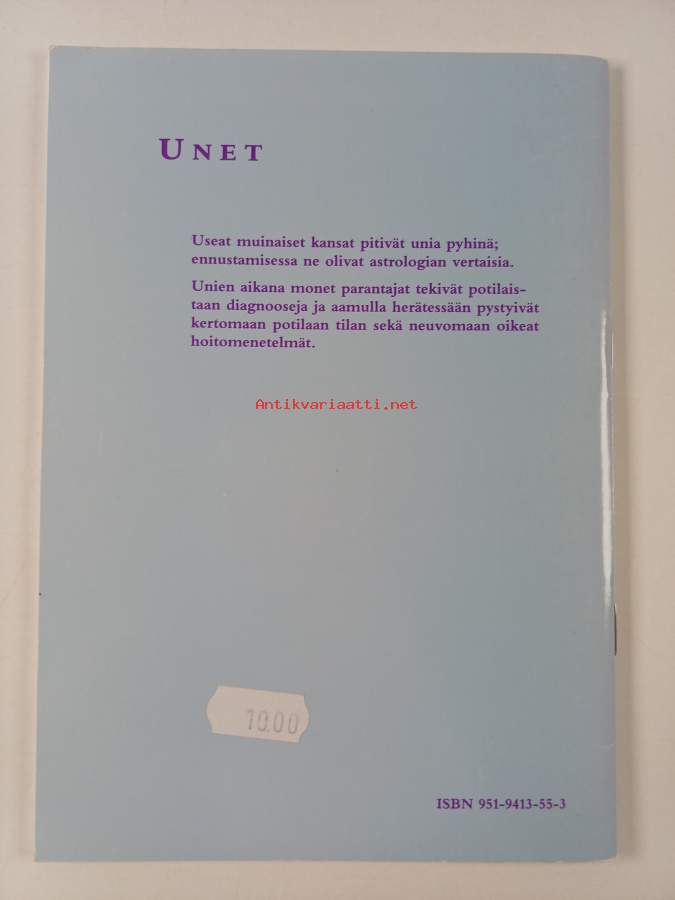 UNET
Useat muinaiset kansat pitivät unia pyhinä;
ennustamisessa ne olivat astrologian vertaisia.
Unien aikana monet parantajat tekivät potilais-
taan diagnooseja ja aamulla herätessään pystyivät
kertomaan potilaan tilan sekä neuvomaan oikeat
hoitomenetelmät.
Antikvariaatti.net
10.00
ISBN 951-9413-55-3